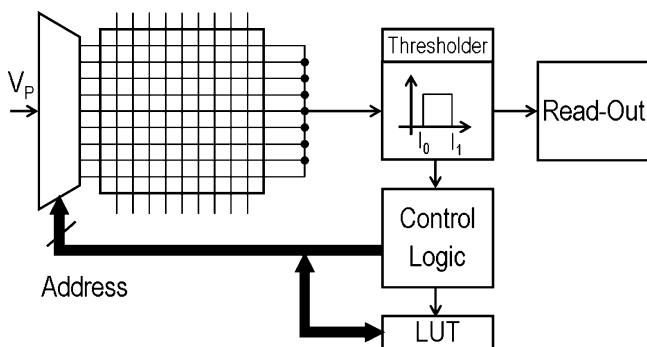 Thresholder
V_P
I_0 I_1
Read-Out
Control
Logic
Address
LUT